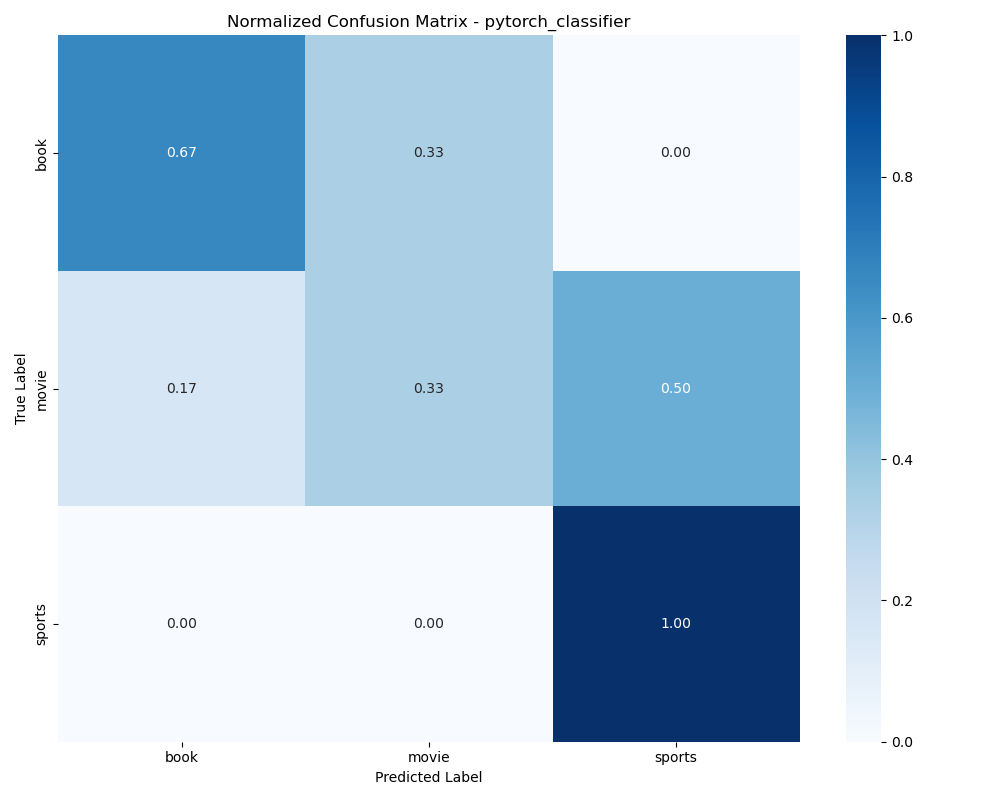 Normalized Confusion Matrix - pytorch_classifier
True Label
book
movie
sports
0.67 0.33 0.00
0.17 0.33 0.50
0.00 0.00 1.00
book movie sports
Predicted Label
1.0
0.8
0.6
0.4
0.2
0.0